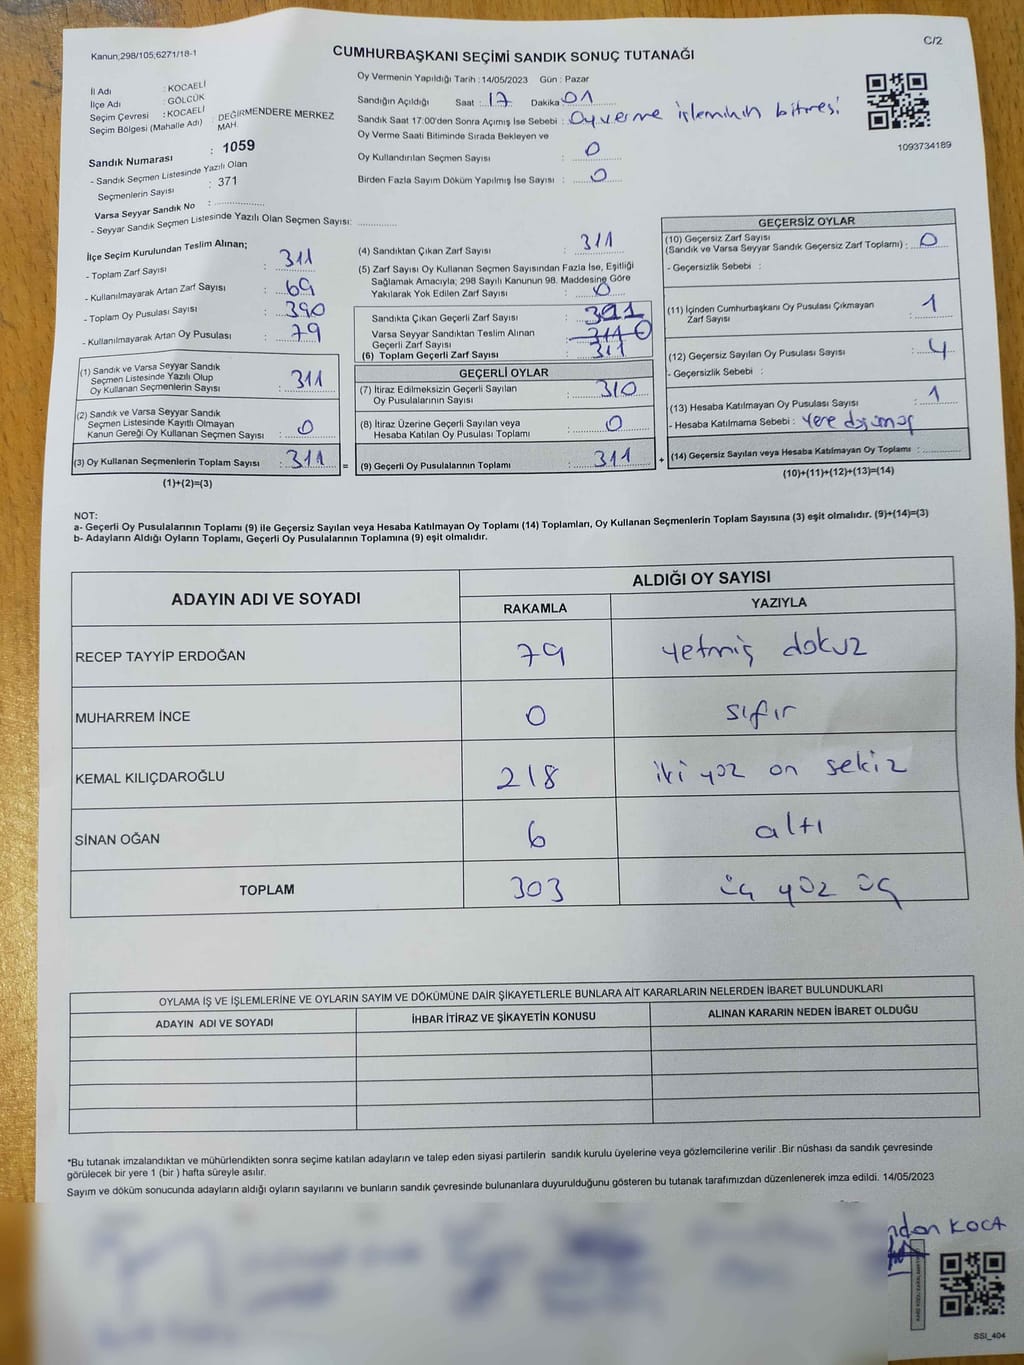 Kanun;298/105;6271/18-1
C/2
CUMHURBAŞKANI SEÇİMİ SANDIK SONUÇ TUTANAĞI
İl Adı : KOCAELİ
İlçe Adı : GÖLCÜK
Seçim Çevresi : KOCAELİ
Seçim Bölgesi (Mahalle Adı) : DEĞİRMENDERE MERKEZ MAH.
Sandık Numarası : 1059
- Sandık Seçmen Listesinde Yazılı Olan
Seçmenlerin Sayısı : 371
Varsa Seyyar Sandık No :
- Seyyar Sandık Seçmen Listesinde Yazılı Olan Seçmen Sayısı:
Oy Vermenin Yapıldığı Tarih : 14/05/2023 Gün : Pazar
Sandığın Açıldığı Saat : 17 Dakika 01
Sandık Saat 17:00'den Sonra Açımış İse Sebebi : Oy verme işleminin bitmesi
Oy Verme Saati Bitiminde Sırada Bekleyen ve
Oy Kullandırılan Seçmen Sayısı : 0
Birden Fazla Sayım Döküm Yapılmış İse Sayısı : 0
1093734189
İlçe Seçim Kurulundan Teslim Alınan;
- Toplam Zarf Sayısı : 311
- Kullanılmayarak Artan Zarf Sayısı : 69
- Toplam Oy Pusulası Sayısı : 390
- Kullanılmayarak Artan Oy Pusulası : 79
(1) Sandık ve Varsa Seyyar Sandık
Seçmen Listesinde Yazılı Olup
Oy Kullanan Seçmenlerin Sayısı : 311
(2) Sandık ve Varsa Seyyar Sandık
Seçmen Listesinde Kayıtlı Olmayan
Kanun Gereği Oy Kullanan Seçmen Sayısı : 0
(3) Oy Kullanan Seçmenlerin Toplam Sayısı : 311 =
(1)+(2)=(3)
(4) Sandıktan Çıkan Zarf Sayısı : 311
(5) Zarf Sayısı Oy Kullanan Seçmen Sayısından Fazla İse, Eşitliği
Sağlamak Amacıyla; 298 Sayılı Kanunun 98. Maddesine Göre
Yakılarak Yok Edilen Zarf Sayısı : 0
Sandıkta Çıkan Geçerli Zarf Sayısı : 311
Varsa Seyyar Sandıktan Teslim Alınan
Geçerli Zarf Sayısı : 311 0
(6) Toplam Geçerli Zarf Sayısı : 311
GEÇERLİ OYLAR
(7) İtiraz Edilmeksizin Geçerli Sayılan
Oy Pusulalarının Sayısı : 310
(8) İtiraz Üzerine Geçerli Sayılan veya
Hesaba Katılan Oy Pusulası Toplamı : 0
(9) Geçerli Oy Pusulalarının Toplamı : 311 +
GEÇERSİZ OYLAR
(10) Geçersiz Zarf Sayısı
(Sandık ve Varsa Seyyar Sandık Geçersiz Zarf Toplamı) : 0
- Geçersizlik Sebebi :
(11) İçinden Cumhurbaşkanı Oy Pusulası Çıkmayan
Zarf Sayısı : 1
(12) Geçersiz Sayılan Oy Pusulası Sayısı : 4
- Geçersizlik Sebebi :
(13) Hesaba Katılmayan Oy Pusulası Sayısı : 1
- Hesaba Katılmama Sebebi : Yere
(14) Geçersiz Sayılan veya Hesaba Katılmayan Oy Toplamı :
(10)+(11)+(12)+(13)=(14)
NOT:
a- Geçerli Oy Pusulalarının Toplamı (9) ile Geçersiz Sayılan veya Hesaba Katılmayan Oy Toplamı (14) Toplamları, Oy Kullanan Seçmenlerin Toplam Sayısına (3) eşit olmalıdır. (9)+(14)=(3)
b- Adayların Aldığı Oyların Toplamı, Geçerli Oy Pusulalarının Toplamına (9) eşit olmalıdır.
ADAYIN ADI VE SOYADI
ALDIĞI OY SAYISI
RAKAMLA YAZIYLA
RECEP TAYYİP ERDOĞAN 79 yetmiş dokuz
MUHARREM İNCE 0 sıfır
KEMAL KILIÇDAROĞLU 218 iki yüz on sekiz
SİNAN OĞAN 6 altı
TOPLAM 303 üç yüz üç
OYLAMA İŞ VE İŞLEMLERİNE VE OYLARIN SAYIM VE DÖKÜMÜNE DAİR ŞİKAYETLERLE BUNLARA AİT KARARLARIN NELERDEN İBARET BULUNDUKLARI
ADAYIN ADI VE SOYADI İHBAR İTİRAZ VE ŞİKAYETİN KONUSU ALINAN KARARIN NEDEN İBARET OLDUĞU
*Bu tutanak imzalandıktan ve mühürlendikten sonra seçime katılan adayların ve talep eden siyasi partilerin sandık kurulu üyelerine veya gözlemcilerine verilir .Bir nüshası da sandık çevresinde
görülecek bir yere 1 (bir ) hafta süreyle asılır.
Sayım ve döküm sonucunda adayların aldığı oyların sayılarını ve bunların sandık çevresinde bulunanlara duyurulduğunu gösteren bu tutanak tarafımızdan düzenlenerek imza edildi. 14/05/2023
ndan KOCA
SSI_404